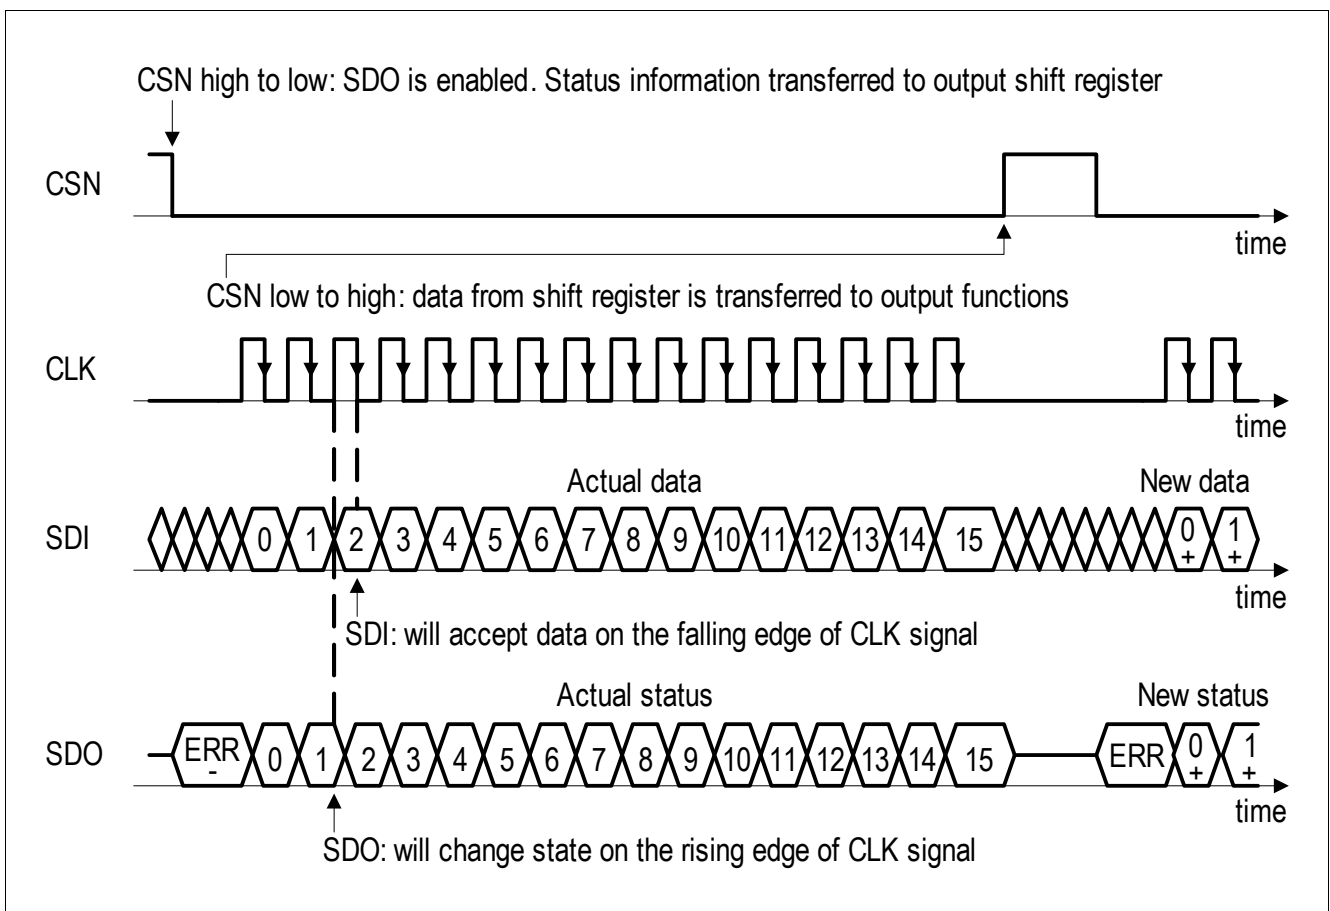 CSN high to low: SDO is enabled. Status information transferred to output shift register
CSN
time
CSN low to high: data from shift register is transferred to output functions
CLK
time
Actual data
New data
SDI
0 1 2 3 4 5 6 7 8 9 10 11 12 13 14 15 0+ 1+
time
SDI: will accept data on the falling edge of CLK signal
Actual status
New status
SDO
ERR - 0 1 2 3 4 5 6 7 8 9 10 11 12 13 14 15 ERR 0+ 1+
time
SDO: will change state on the rising edge of CLK signal